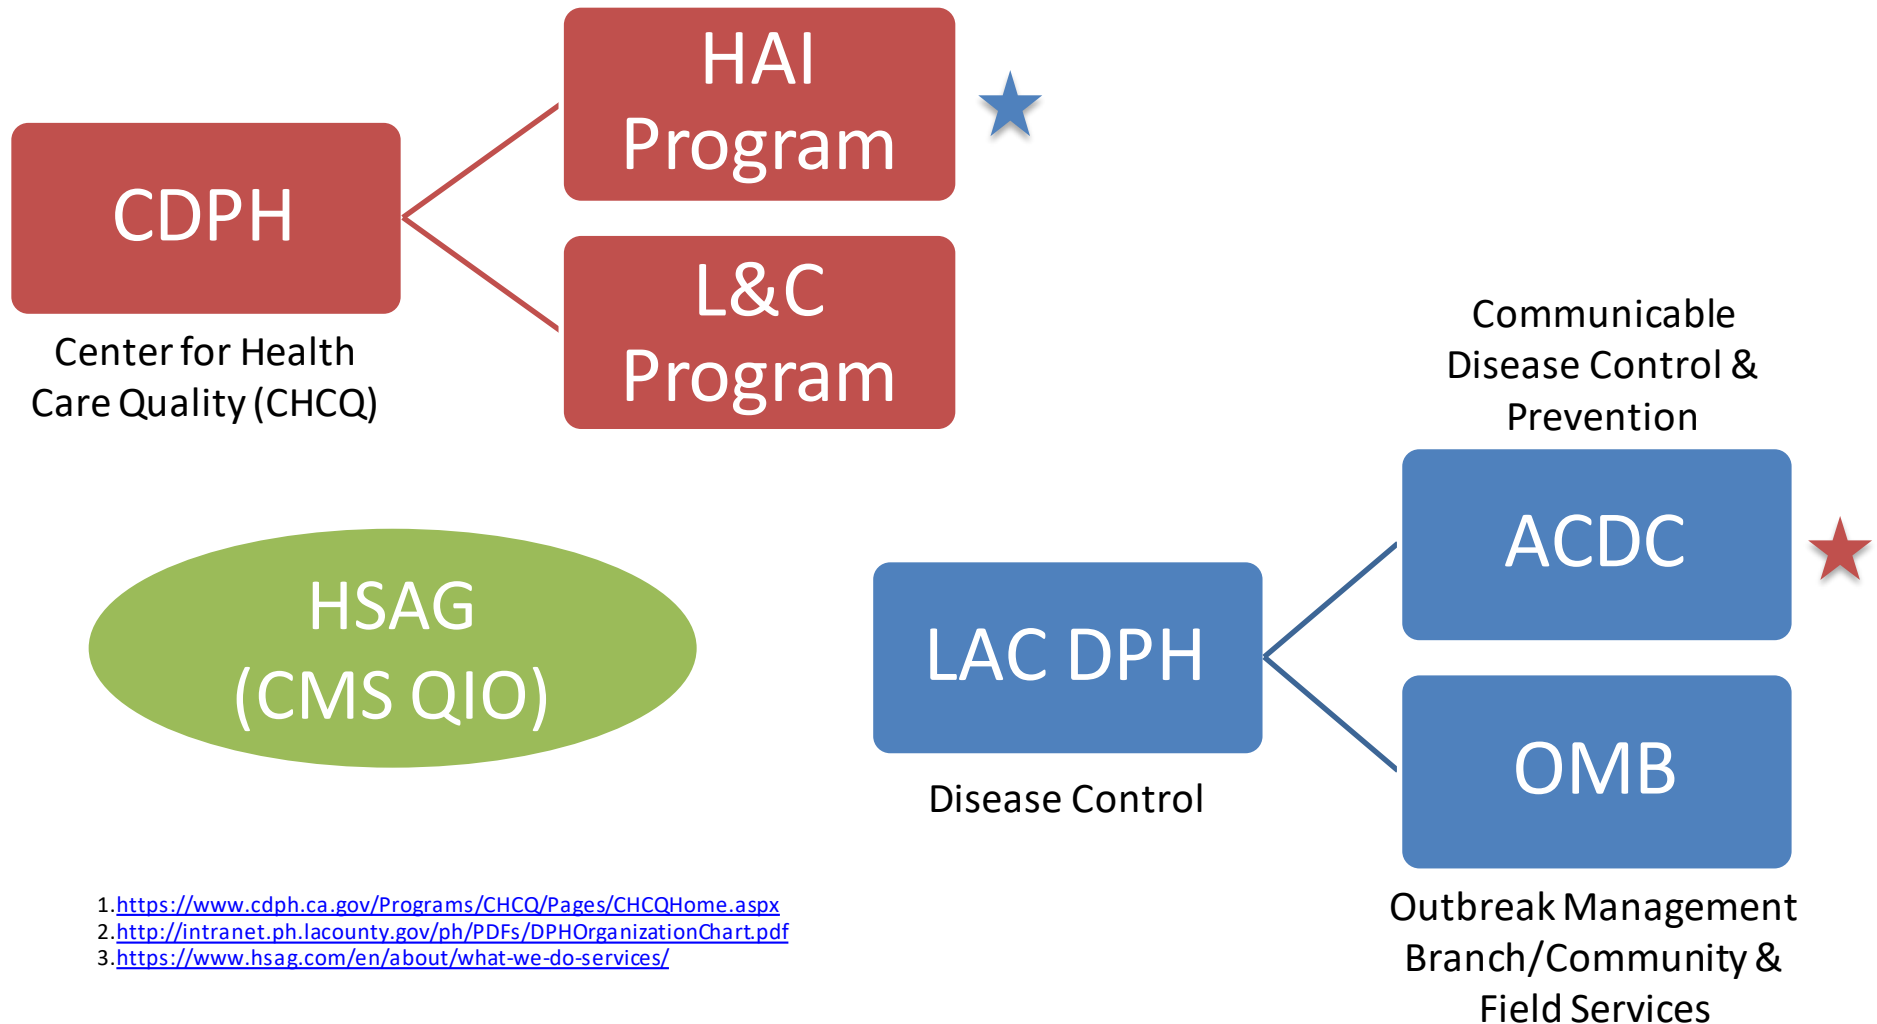 HAI
Program
CDPH
L&C
Program
Center for Health
Care Quality (CHCQ)
Communicable
Disease Control &
Prevention
ACDC
HSAG
(CMS QIO)
LAC DPH
OMB
Disease Control
Outbreak Management
Branch/Community &
Field Services
1.https://www.cdph.ca.gov/Programs/CHCQ/Pages/CHCQHome.aspx
2.http://intranet.ph.lacounty.gov/ph/PDFs/DPHOrganizationChart.pdf
3.https://www.hsag.com/en/about/what-we-do-services/